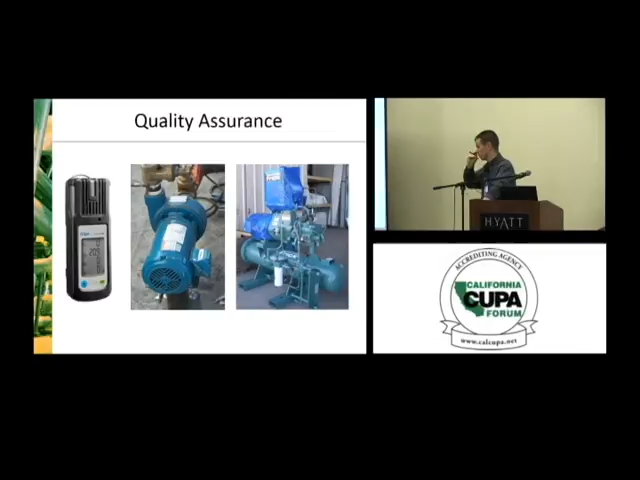 Quality Assurance
HYATT
ACCREDITING AGENCY
CALIFORNIA
CUPA
FORUM
www.calcupa.net